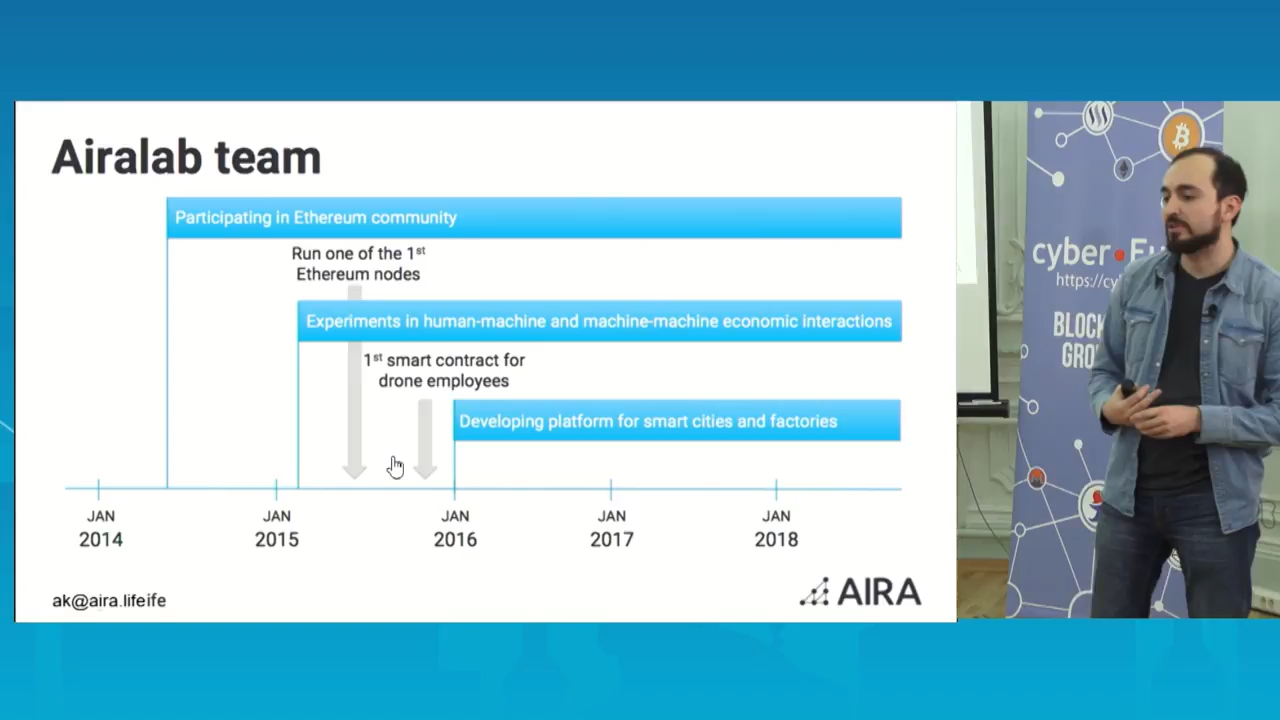 Airalab team
Participating in Ethereum community
Run one of the 1st
Ethereum nodes
Experiments in human-machine and machine-machine economic interactions
1st smart contract for
drone employees
Developing platform for smart cities and factories
JAN
2014
JAN
2015
JAN
2016
JAN
2017
JAN
2018
ak@aira.lifeife
AIRA
cyber•F
https://cy
BLOCK
GRO